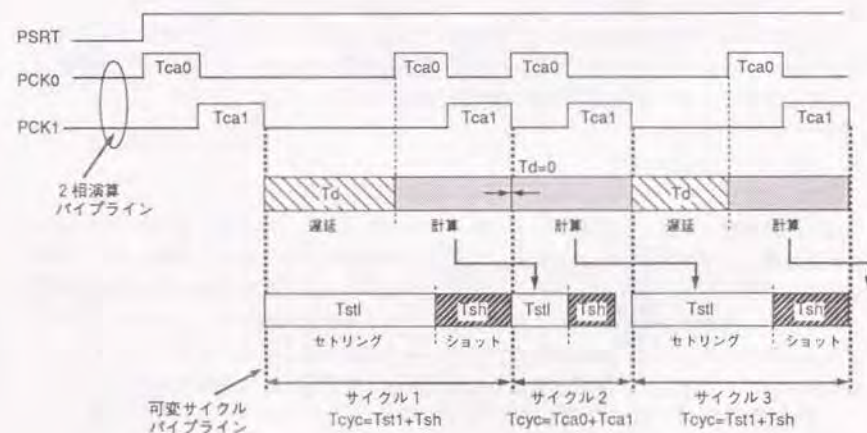 PSRT
PCK0
Tca0
Tca0
Tca0
Tca0
PCK1
Tca1
Tca1
Tca1
Tca1
2相演算
パイプライン
Td=0
Td
Td
遅延
計算
計算
遅延
計算
Tstl
Tsh
Tstl
Tsh
Tstl
Tsh
セトリング
ショット
セトリング
ショット
可変サイクル
パイプライン
サイクル1
Tcyc=Tst1+Tsh
サイクル2
Tcyc=Tca0+Tca1
サイクル3
Tcyc=Tst1+Tsh